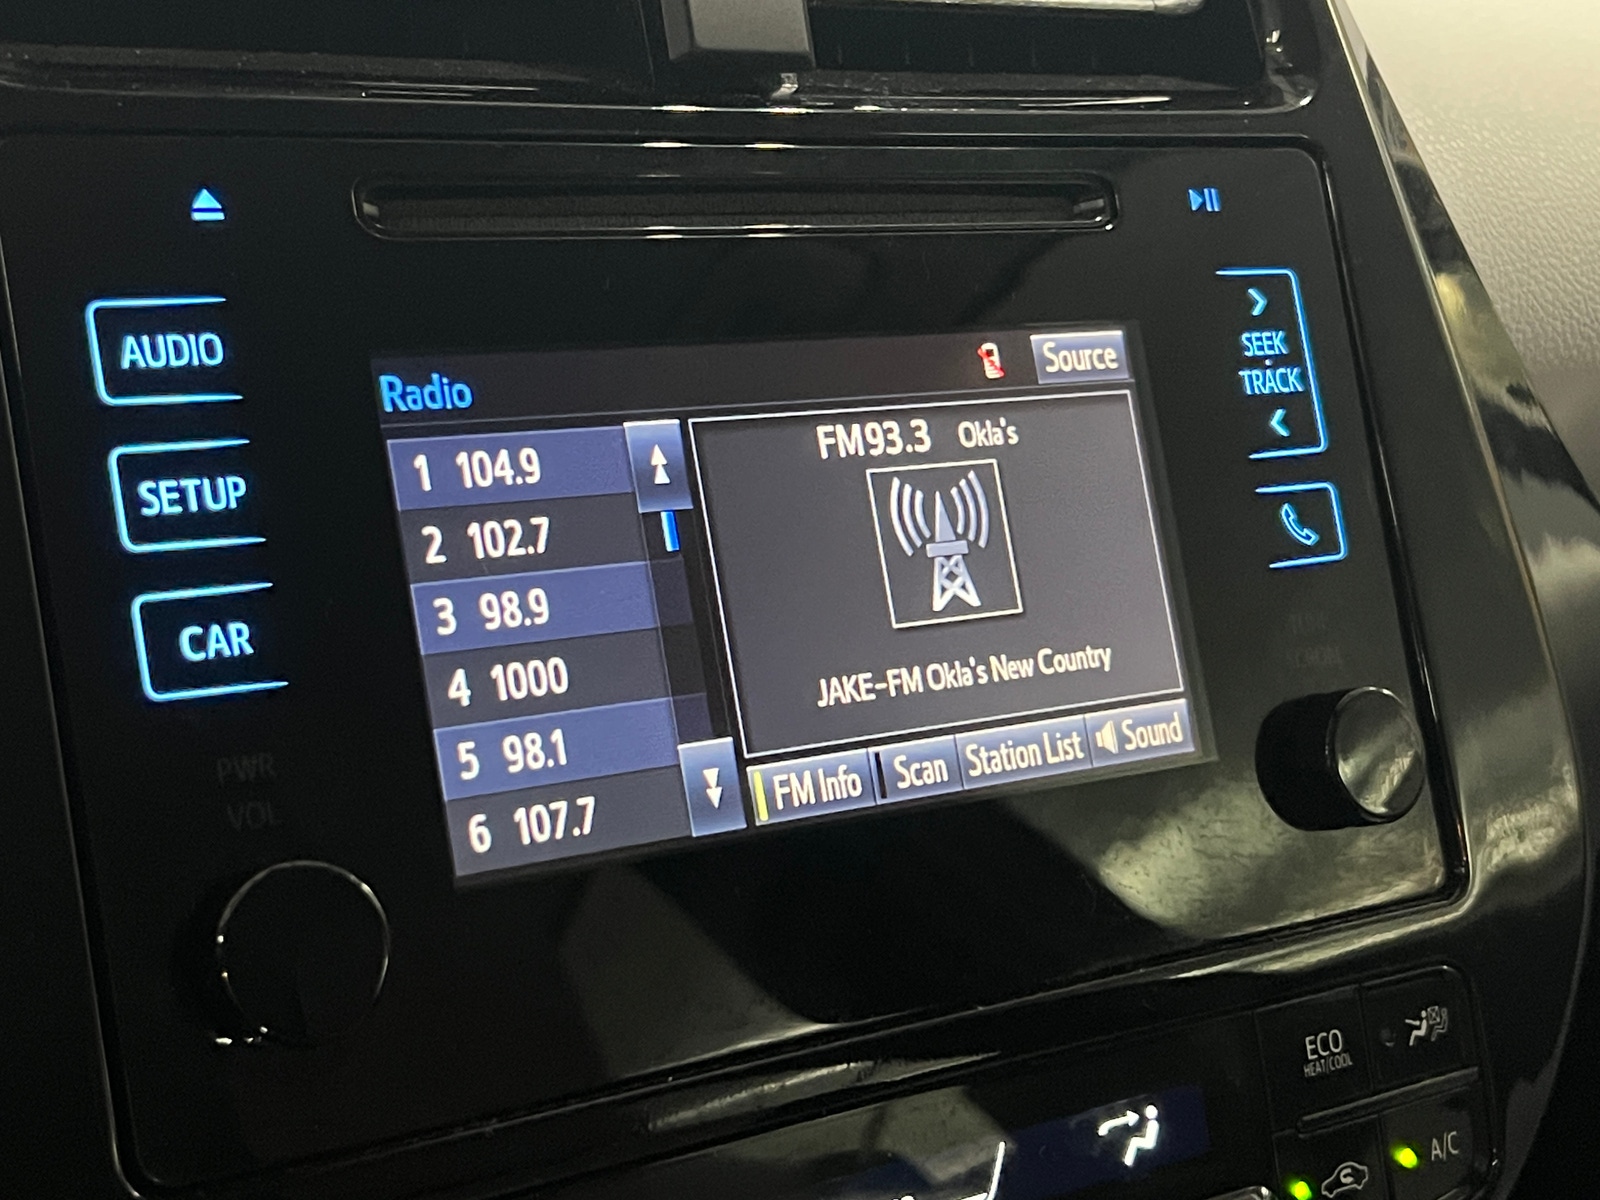 AUDIO
SETUP
CAR
PWR
VOL
Radio
Source
1 104.9
2 102.7
3 98.9
4 1000
5 98.1
6 107.7
FM93.3 Okla's
JAKE-FM Okla's New Country
FM Info
Scan
Station List
Sound
SEEK
TRACK
ECO
HEAT/COOL
A/C